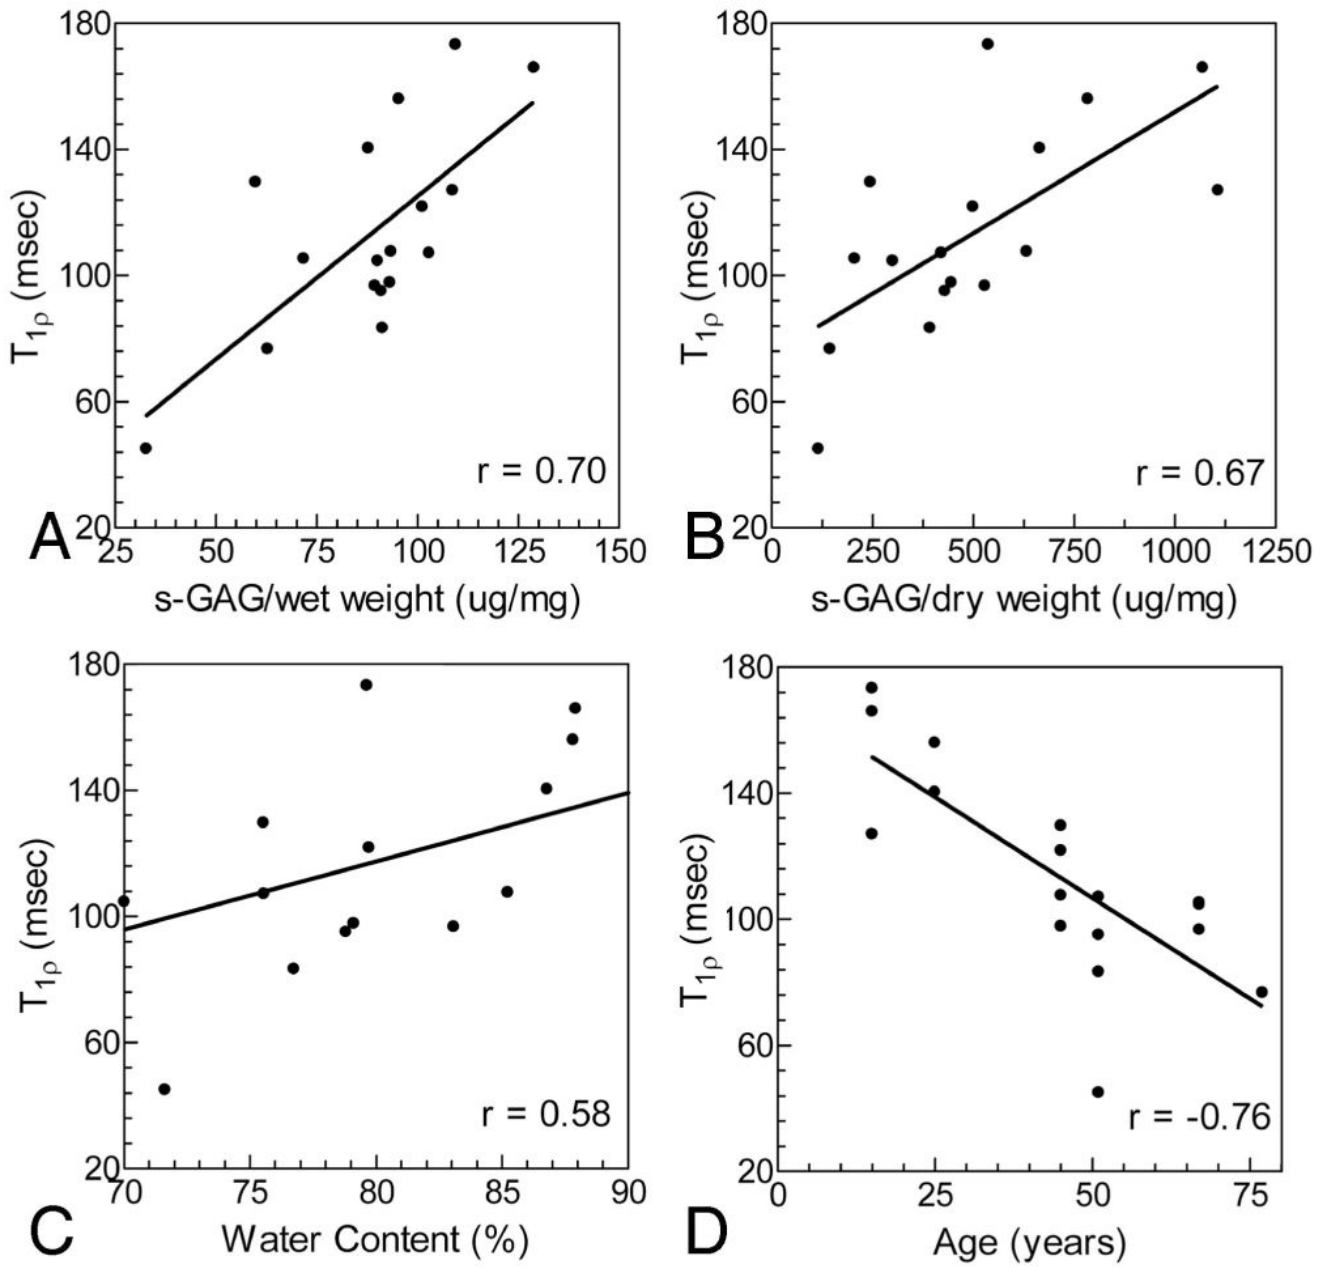 180
140
100
60
20
T1ρ (msec)
r = 0.70
A
25 50 75 100 125 150
s-GAG/wet weight (ug/mg)
180
140
100
60
20
T1ρ (msec)
r = 0.67
B
0 250 500 750 1000 1250
s-GAG/dry weight (ug/mg)
180
140
100
60
20
T1ρ (msec)
r = 0.58
70 75 80 85 90
C
Water Content (%)
180
140
100
60
20
T1ρ (msec)
r = -0.76
0 25 50 75
D
Age (years)